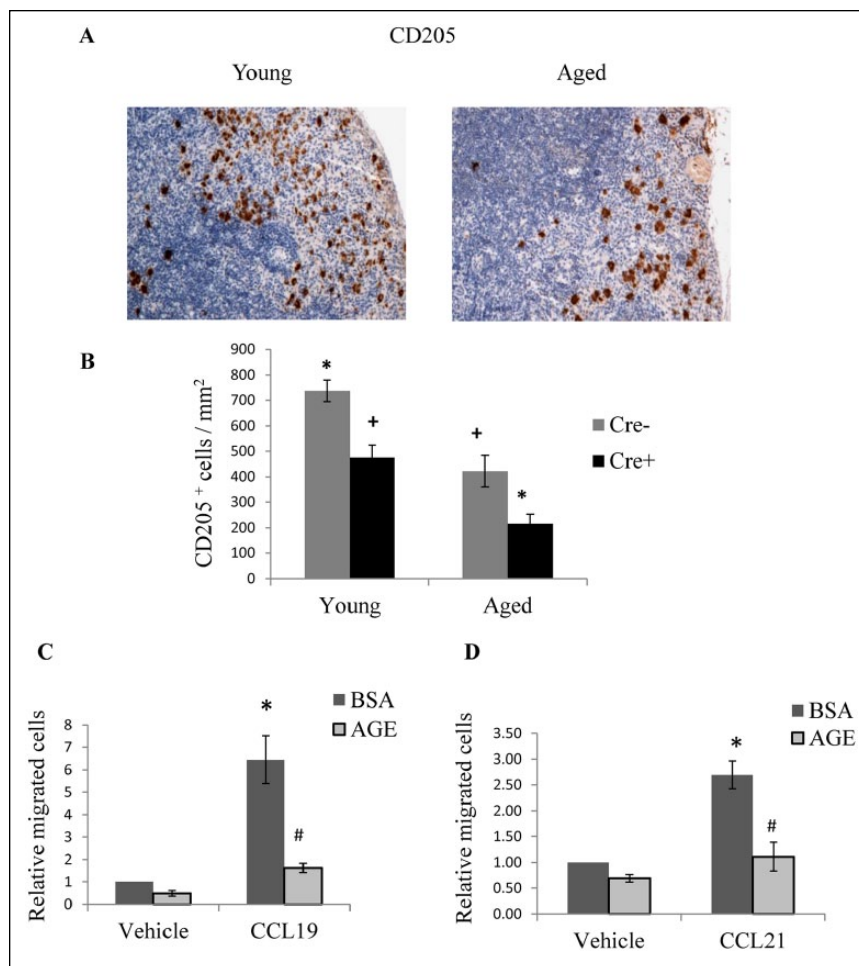 A
CD205
Young Aged
B
CD205 + cells / mm²
900
800
700
600
500
400
300
200
100
0
* + + *
Cre-
Cre+
Young Aged
C
Relative migrated cells
8
7
6
5
4
3
2
1
0
* #
BSA
AGE
Vehicle CCL19
D
Relative migrated cells
3.50
3.00
2.50
2.00
1.50
1.00
0.50
0.00
* #
BSA
AGE
Vehicle CCL21